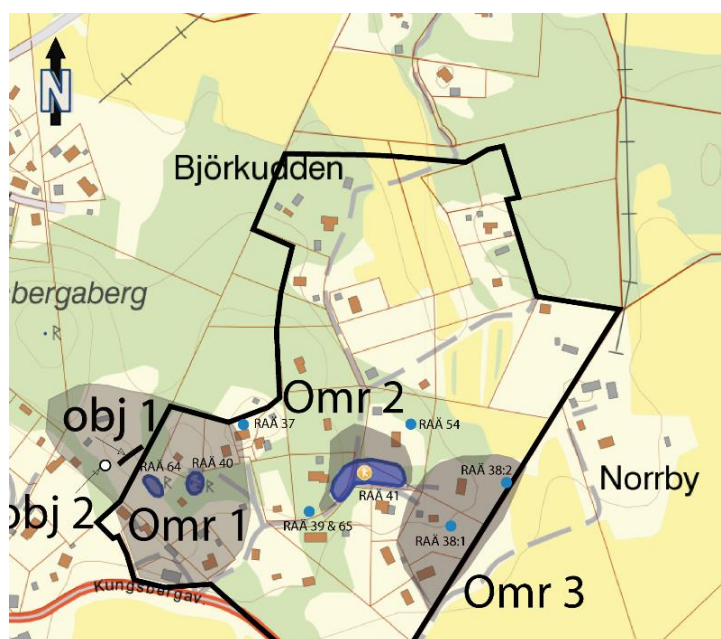 N
Björkudden
bergaberg
R
Omr 2
obj 1
RAÄ 37
RAÄ 54
RAÄ 64
RAÄ 40
R
R
R
RAÄ 41
RAÄ 38:2
Norrby
obj 2
Omr 1
RAÄ 39 & 65
RAÄ 38:1
Kungsbergav.
Omr 3